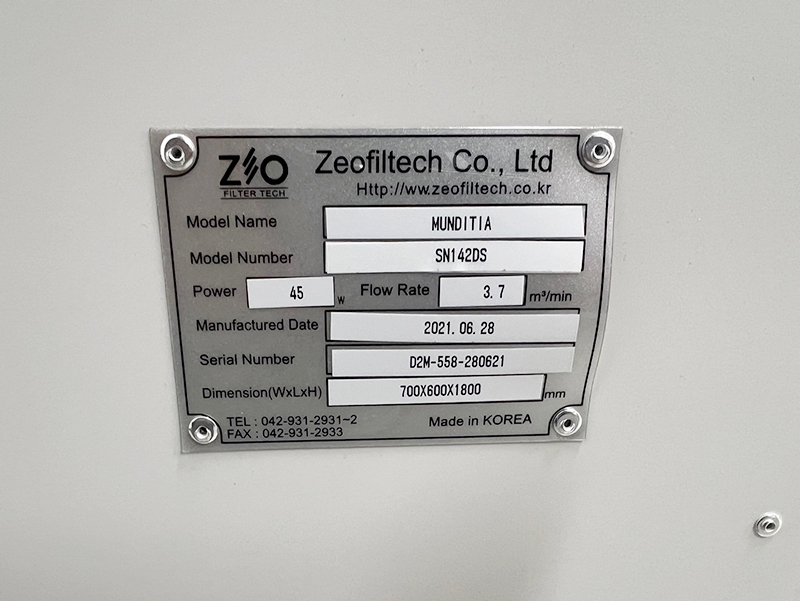 ZIO
FILTER TECH
Zeofiltech Co., Ltd
Http://ww.zeofiltech.co.kr
Model Name MUNDITIA
Model Number SN142DS
Power 45 w Flow Rate 3.7 m³/min
Manufactured Date 2021.06.28
Serial Number D2M-558-280621
Dimension(WxLxH) 700X600X1800 mm
TEL : 042-931-2931~2
FAX : 042-931-2933
Made in KOREA